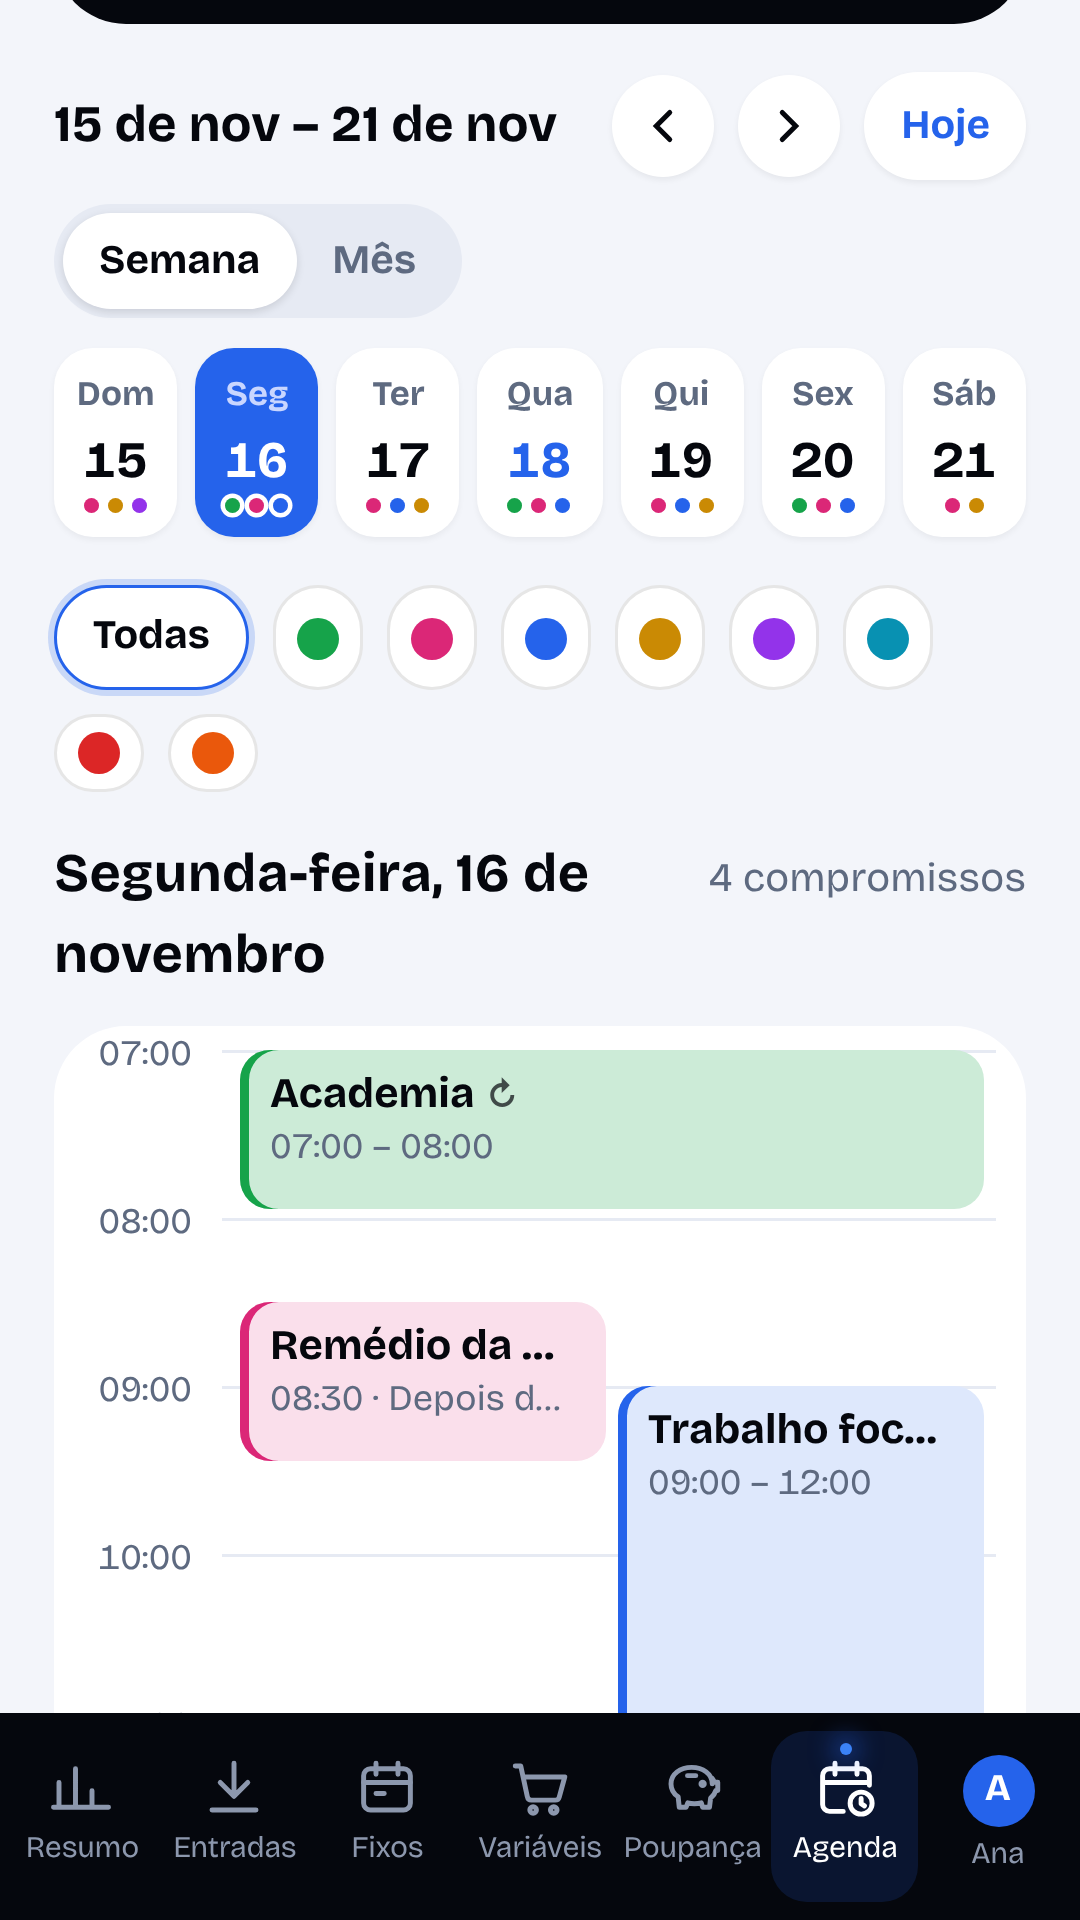 15 de nov – 21 de nov
Hoje
Semana
Mês
Dom Seg Ter Qua Qui Sex Sáb
15 16 17 18 19 20 21
Todas
Segunda-feira, 16 de novembro
4 compromissos
07:00
Academia
07:00 – 08:00
08:00
Remédio da ...
08:30 · Depois d...
09:00
Trabalho foc...
09:00 – 12:00
10:00
Resumo Entradas Fixos Variáveis Poupança Agenda
A
Ana